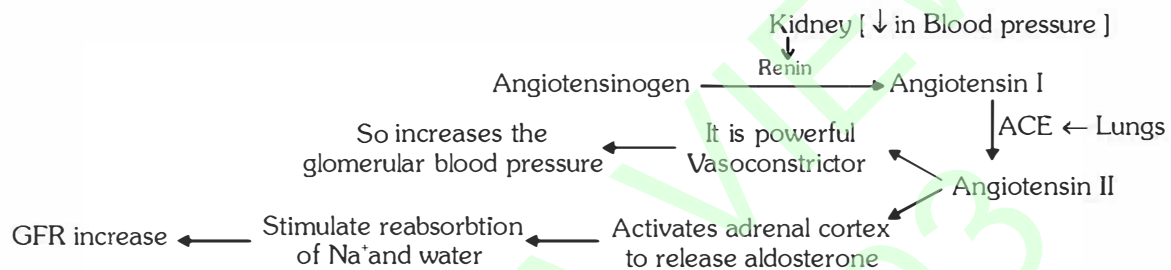 Kidney [ ↓ in Blood pressure ]
Renin
Angiotensinogen
Angiotensin I
ACE ← Lungs
So increases the
glomerular blood pressure
It is powerful
Vasoconstrictor
Angiotensin II
GFR increase
Stimulate reabsorbtion
of Na⁺and water
Activates adrenal cortex
to release aldosterone